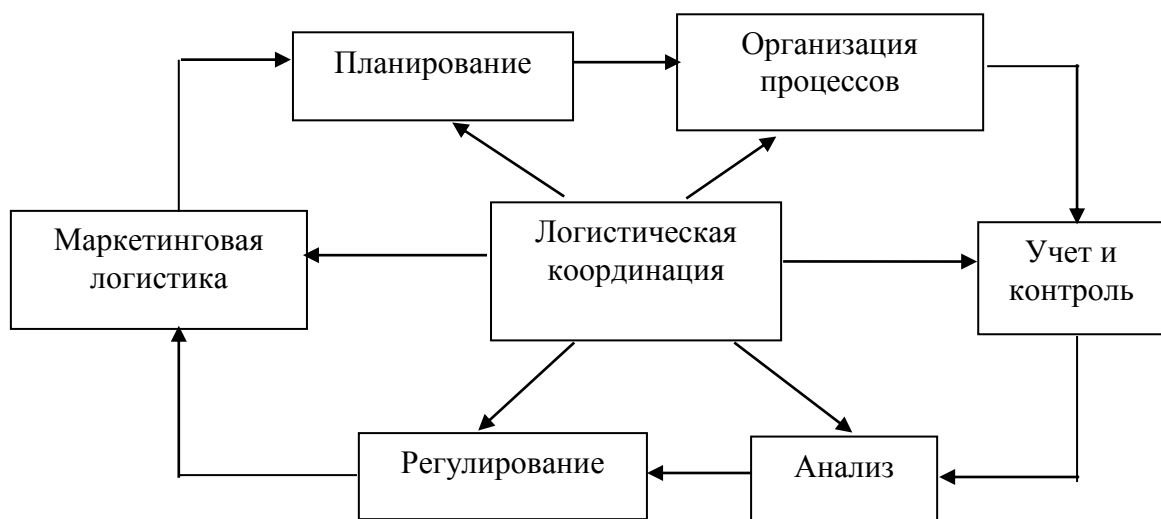 Планирование
Организация
процессов
Маркетинговая
логистика
Логистическая
координация
Учет и
контроль
Регулирование
Анализ